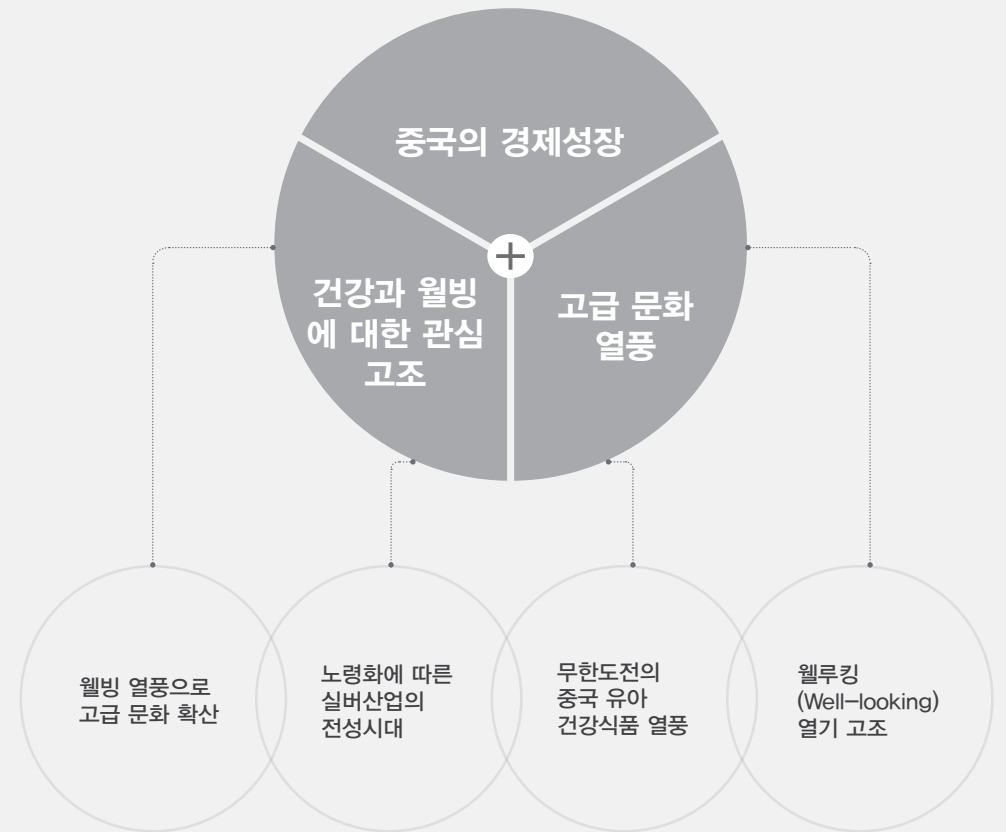 중국의 경제성장
건강과 웰빙
에 대한 관심
고조
고급 문화
열풍
웰빙 열풍으로
고급 문화 확산
노령화에 따른
실버산업의
전성시대
무한도전의
중국 유아
건강식품 열풍
웰루킹
(Well-looking)
열기 고조